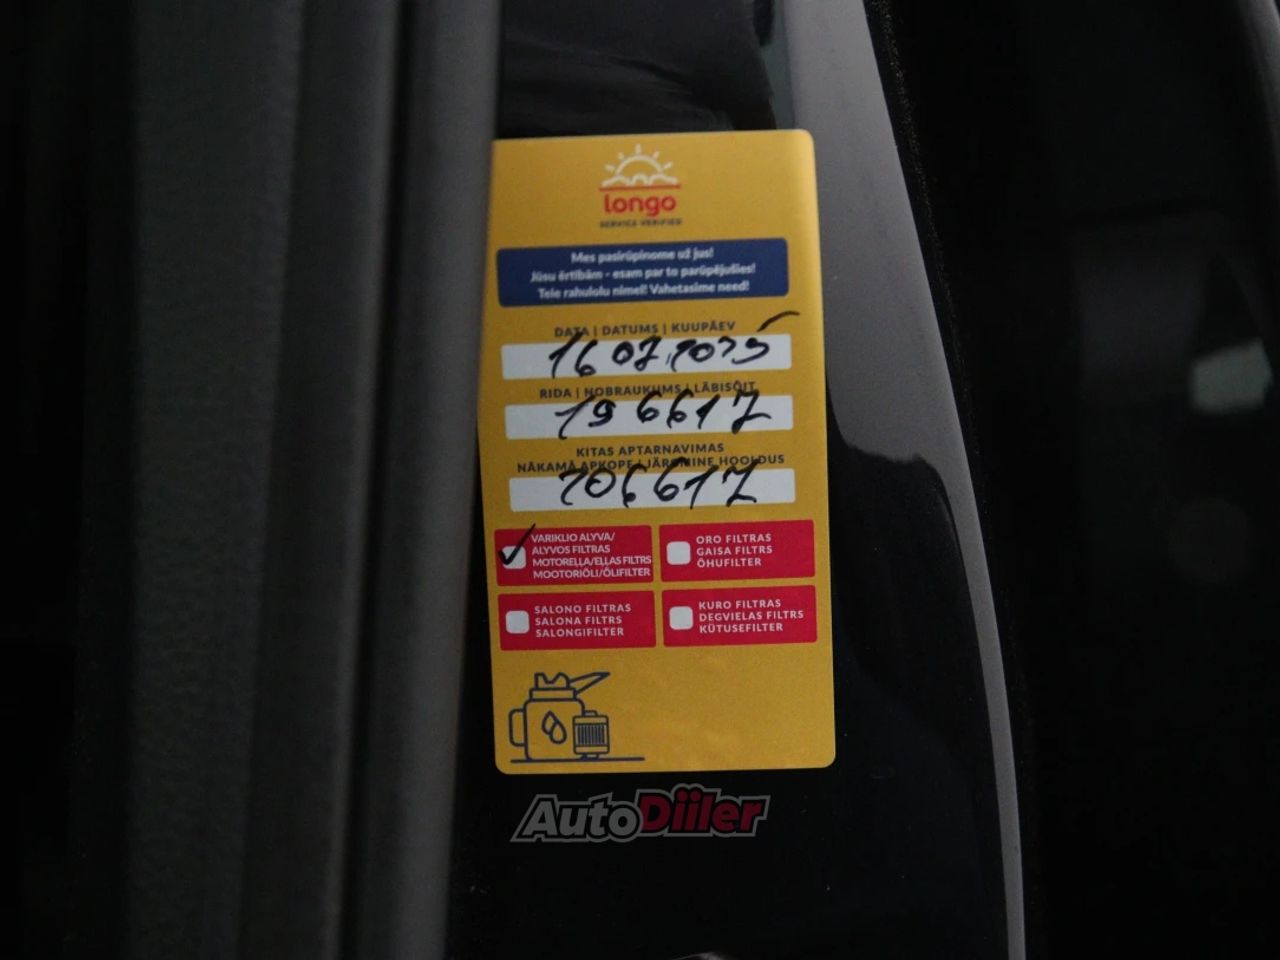 longo
SERVICE VERIFIED
Mes pasirūpinome už jus!
Jūsu ērtībām - esam par to parūpējušies!
Teie rahulolu nimel! Vahetasime need!
DATA | DATUMS | KUUPÄEV
16 07.2025
RIDA | NOBRAUKUMS | LÄBISÕIT
196617
KITAS APTARNAVIMAS
NĀKAMĀ APKOPE | JÄRGMINE HOOLDUS
206617
VARIKLIO ALYVA/
ALYVOS FILTRAS
MOTOREĻĻA/EĻĻAS FILTRS
MOOTORIÕLI/ÕLIFILTER
ORO FILTRAS
GAISA FILTRS
ÕHUFILTER
SALONO FILTRAS
SALONA FILTRS
SALONGIFILTER
KURO FILTRAS
DEGVIELAS FILTRS
KÜTUSEFILTER
AutoDiiler